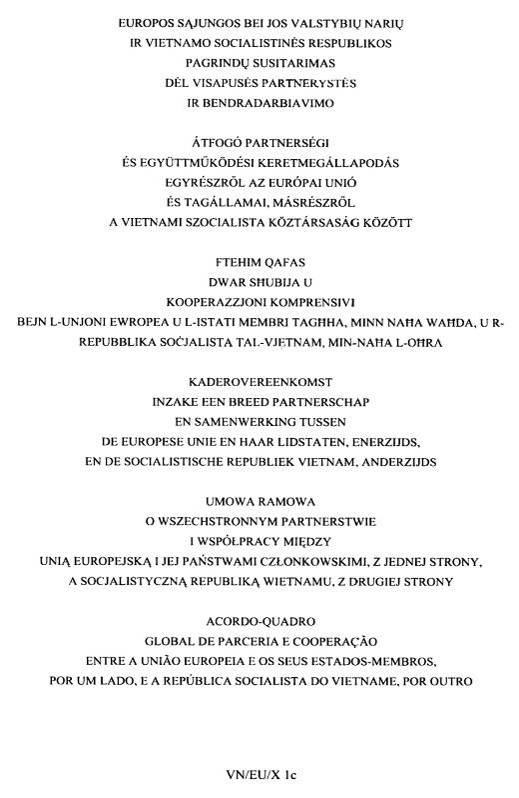 EUROPOS SĄJUNGOS BEI JOS VALSTYBIŲ NARIŲ
IR VIETNAMO SOCIALISTINĖS RESPUBLIKOS
PAGRINDŲ SUSITARIMAS
DĖL VISAPUSĖS PARTNERYSTĖS
IR BENDRADARBIAVIMO
ÁTFOGÓ PARTNERSÉGI
ÉS EGYÜTTMŰKÖDÉSI KERETMEGÁLLAPODÁS
EGYRÉSZRŐL AZ EURÓPAI UNIÓ
ÉS TAGÁLLAMAI, MÁSRÉSZRŐL
A VIETNAMI SZOCIALISTA KÖZTÁRSASÁG KÖZÖTT
FTEHIM QAFAS
DWAR SĦUBIJA U
KOOPERAZZJONI KOMPRENSIVI
BEJN L-UNJONI EWROPEA U L-ISTATI MEMBRI TAGĦHA, MINN NAĦA WAĦDA, U R-
REPUBBLIKA SOĊJALISTA TAL-VJETNAM, MIN-NAĦA L-OĦRA
KADEROVEREENKOMST
INZAKE EEN BREED PARTNERSCHAP
EN SAMENWERKING TUSSEN
DE EUROPESE UNIE EN HAAR LIDSTATEN, ENERZIJDS,
EN DE SOCIALISTISCHE REPUBLIEK VIETNAM, ANDERZIJDS
UMOWA RAMOWA
O WSZECHSTRONNYM PARTNERSTWIE
I WSPÓŁPRACY MIĘDZY
UNIĄ EUROPEJSKĄ I JEJ PAŃSTWAMI CZŁONKOWSKIMI, Z JEDNEJ STRONY,
A SOCJALISTYCZNĄ REPUBLIKĄ WIETNAMU, Z DRUGIEJ STRONY
ACORDO-QUADRO
GLOBAL DE PARCERIA E COOPERAÇÃO
ENTRE A UNIÃO EUROPEIA E OS SEUS ESTADOS-MEMBROS,
POR UM LADO, E A REPÚBLICA SOCIALISTA DO VIETNAME, POR OUTRO
VN/EU/X 1c